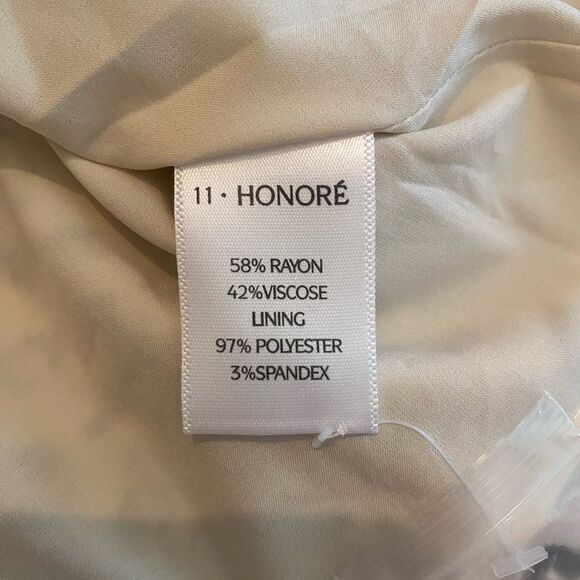 11 · HONORÉ
58% RAYON
42%VISCOSE
LINING
97% POLYESTER
3%SPANDEX